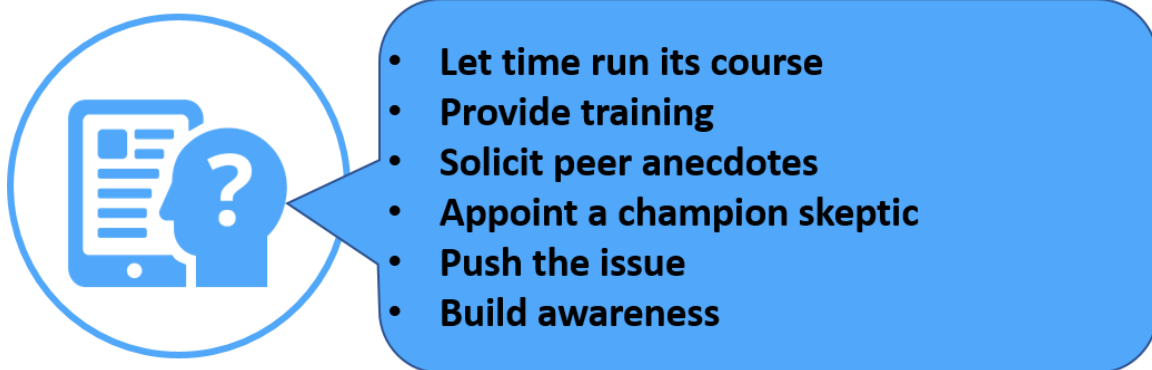 ?
• Let time run its course
• Provide training
• Solicit peer anecdotes
• Appoint a champion skeptic
• Push the issue
• Build awareness